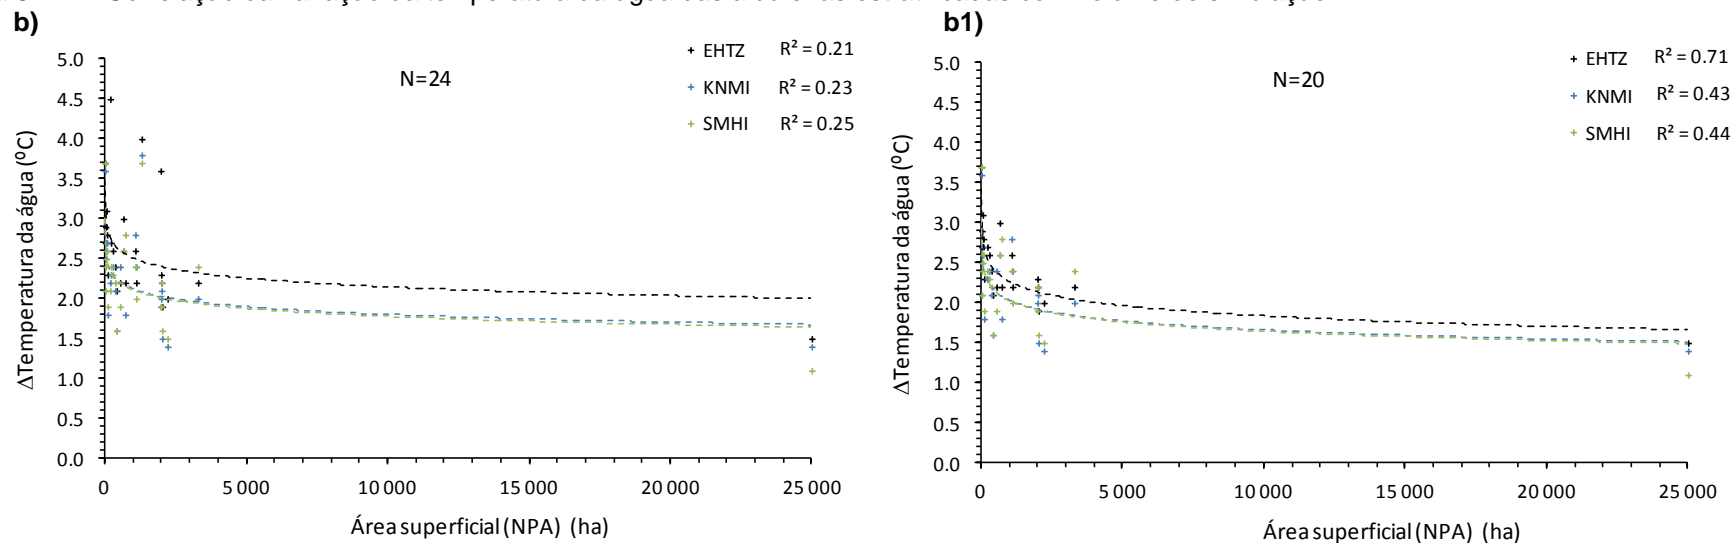 b)
b1)
EHTZ R² = 0.21
KNMI R² = 0.23
SMHI R² = 0.25
N=24
5.0
4.5
4.0
3.5
3.0
2.5
2.0
1.5
1.0
0.5
0.0
ΔTemperatura da água (ºC)
0 5 000 10 000 15 000 20 000 25 000
Área superficial (NPA) (ha)
EHTZ R² = 0.71
KNMI R² = 0.43
SMHI R² = 0.44
N=20
5.0
4.5
4.0
3.5
3.0
2.5
2.0
1.5
1.0
0.5
0.0
ΔTemperatura da água (ºC)
0 5 000 10 000 15 000 20 000 25 000
Área superficial (NPA) (ha)